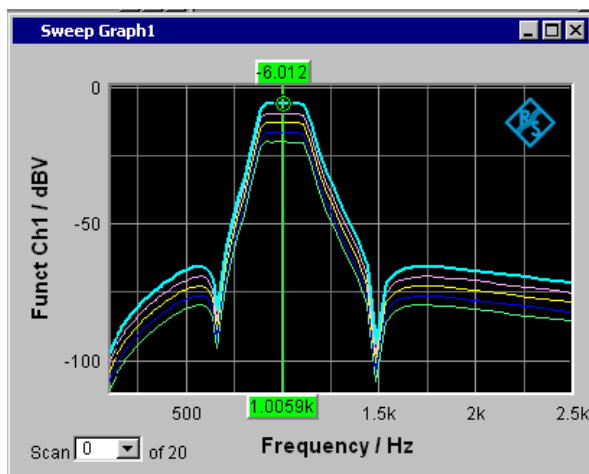 Sweep Graph1
-6.012
0
-50
-100
Funct Ch1 / dBV
500
1.0059k
1.5k
2k
2.5k
Scan 0 of 20
Frequency / Hz